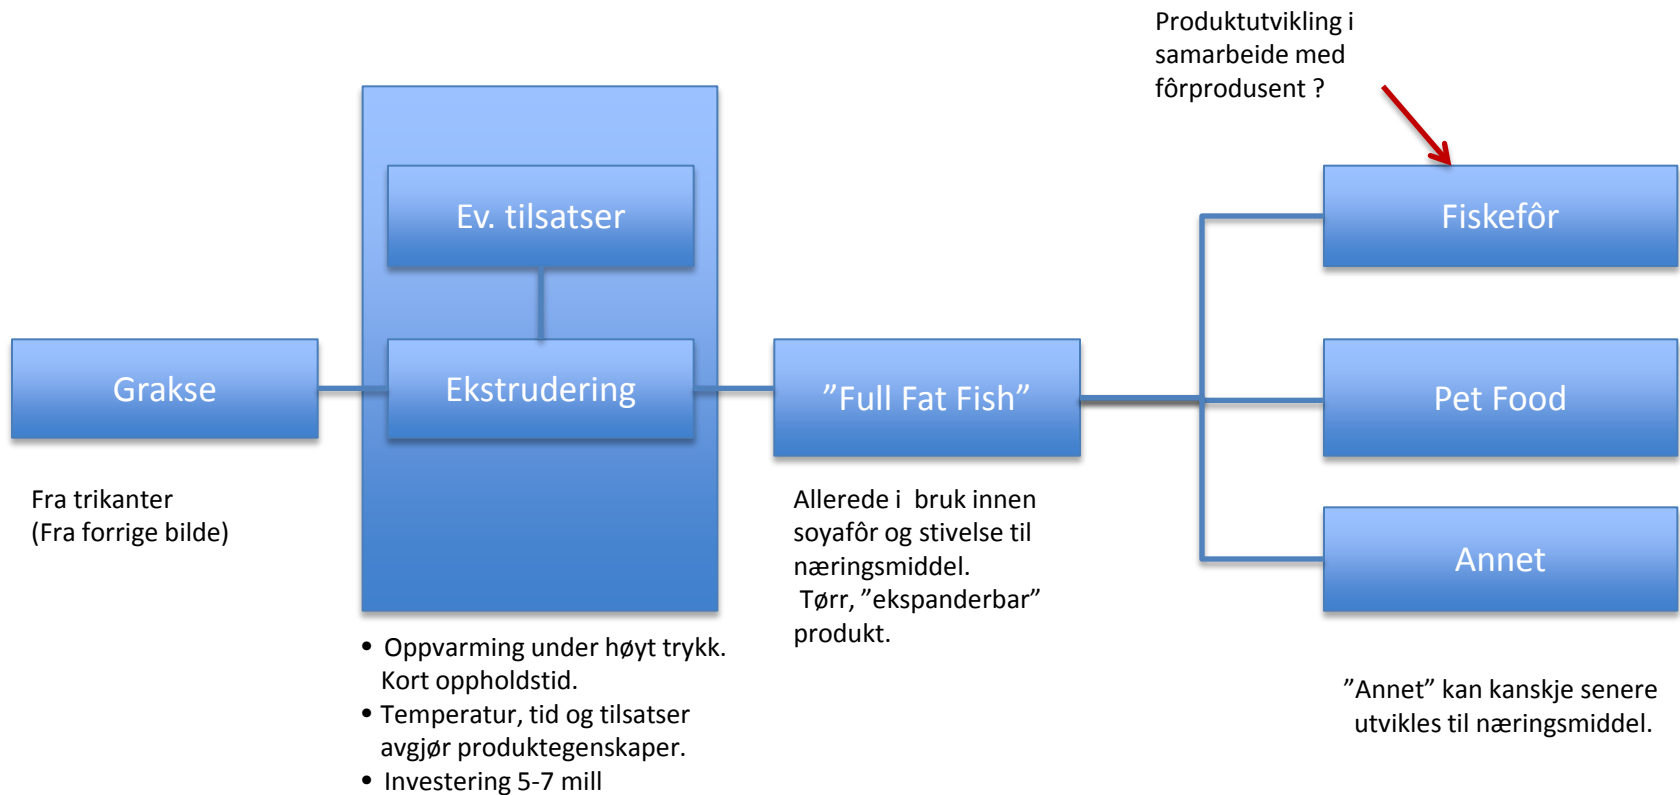 Produktutvikling i
samarbeide med
fôrprodusent ?
Ev. tilsatser
Fiskefôr
Grakse
Ekstrudering
”Full Fat Fish”
Pet Food
Fra trikanter
(Fra forrige bilde)
Allerede i bruk innen
soyafôr og stivelse til
næringsmiddel.
Tørr, ”ekspanderbar”
produkt.
Annet
• Oppvarming under høyt trykk.
Kort oppholdstid.
• Temperatur, tid og tilsatser
avgjør produktegenskaper.
• Investering 5-7 mill
”Annet” kan kanskje senere
utvikles til næringsmiddel.